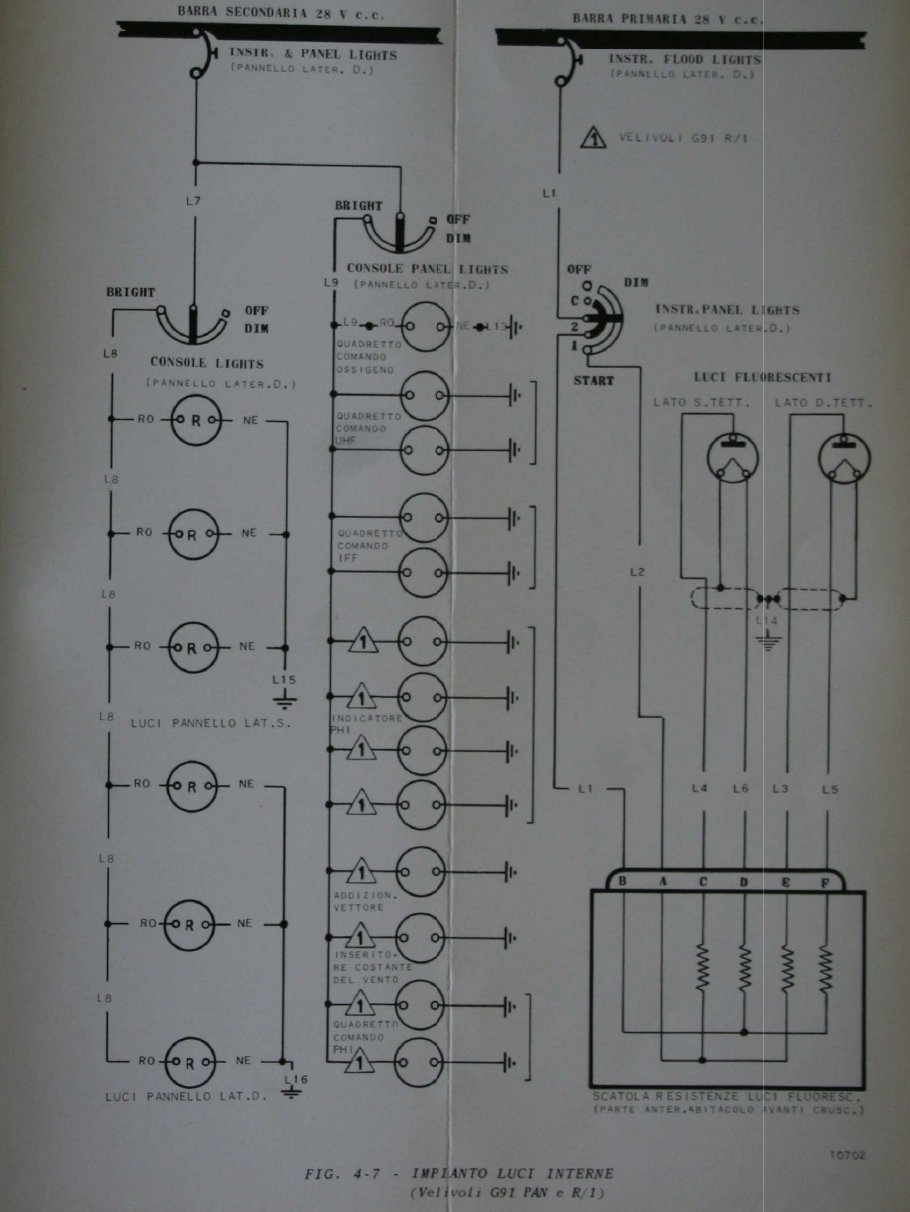 BARRA SECONDARIA 28 V c.c.
INSTR. & PANEL LIGHTS
(PANNELLO LATER. D.)
BARRA PRIMARIA 28 V c.c.
INSTR. FLOOD LIGHTS
(PANNELLO LATER. D.)
1 VELIVOLI G91 R/1
L7
L1
BRIGHT
OFF
DIM
CONSOLE PANEL LIGHTS
(PANNELLO LATER.D.)
L9
BRIGHT
OFF
DIM
CONSOLE LIGHTS
(PANNELLO LATER.D.)
L8
OFF
DIM
C
2
1
START
INSTR.PANEL LIGHTS
(PANNELLO LATER.D.)
LUCI FLUORESCENTI
LATO S.TETT.
LATO D.TETT.
L9 RO NE L13
QUADRETTO
COMANDO
OSSIGENO
QUADRETTO
COMANDO
UHF
QUADRETTO
COMANDO
IFF
1
1
INDICATORE
PHI
1
1
1
ADDIZION.
VETTORE
1
INSERITO-
RE COSTANTE
DEL VENTO
1
QUADRETTO
COMANDO
PHI
1
RO R NE
L8
RO R NE
L8
RO R NE
L15
L8
LUCI PANNELLO LAT.S.
RO R NE
L8
RO R NE
L8
RO R NE
L16
LUCI PANNELLO LAT.D.
L2
L14
L1
L4
L6
L3
L5
B A C D E F
SCATOLA RESISTENZE LUCI FLUORESC.
(PARTE ANTER.ABITACOLO AVANTI CRUSC.)
10702
FIG. 4-7 - IMPIANTO LUCI INTERNE
(Velivoli G91 PAN e R/1)